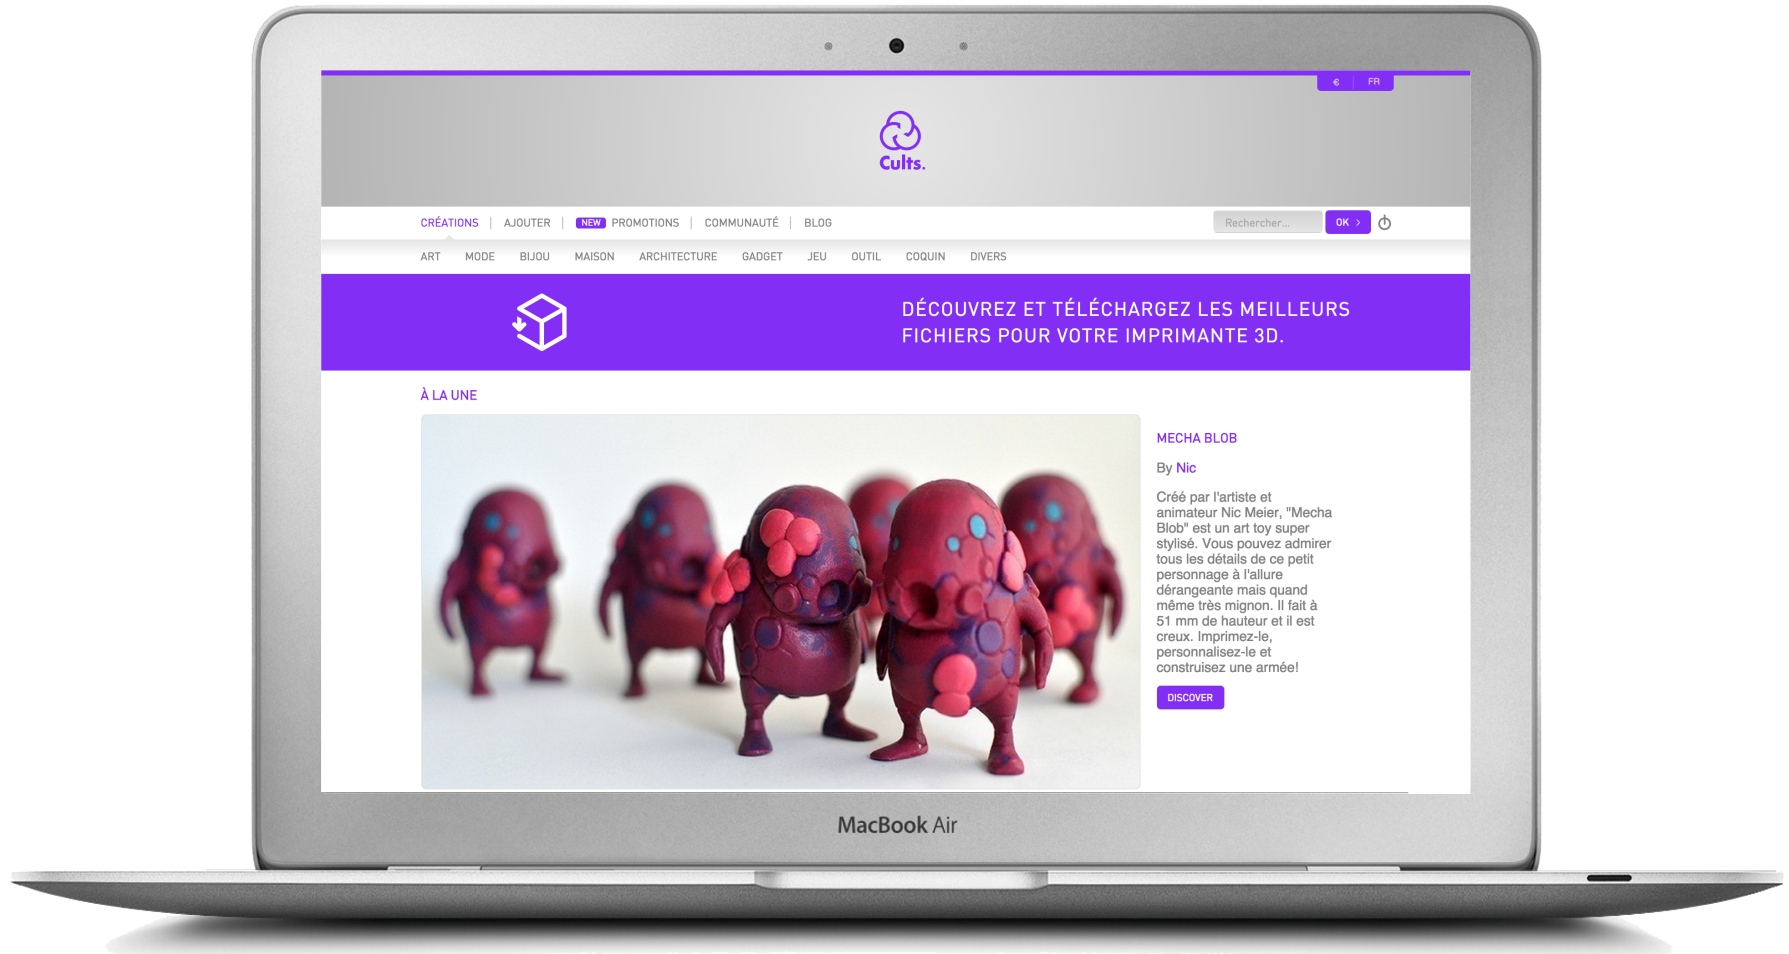 € FR
Cults.
CRÉATIONS | AJOUTER | NEW PROMOTIONS | COMMUNAUTÉ | BLOG
Rechercher... OK >
ART MODE BIJOU MAISON ARCHITECTURE GADGET JEU OUTIL COQUIN DIVERS
DÉCOUVREZ ET TÉLÉCHARGEZ LES MEILLEURS
FICHIERS POUR VOTRE IMPRIMANTE 3D.
À LA UNE
MECHA BLOB
By Nic
Créé par l'artiste et
animateur Nic Meier, "Mecha
Blob" est un art toy super
stylisé. Vous pouvez admirer
tous les détails de ce petit
personnage à l'allure
dérangeante mais quand
même très mignon. Il fait à
51 mm de hauteur et il est
creux. Imprimez-le,
personnalisez-le et
construisez une armée!
DISCOVER
MacBook Air